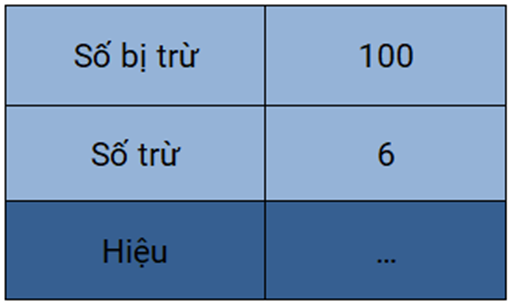 Số bị trừ 100
Số trừ 6
Hiệu ...